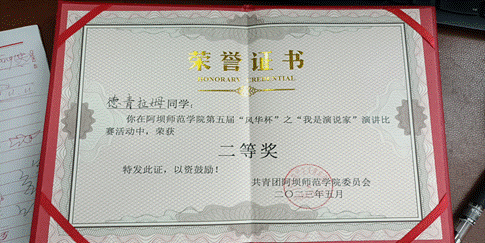 荣誉证书
HONORARY CREDENTIAL
德青拉姆同学：
你在阿坝师范学院第五届“风华杯”之“我是演说家”演讲比
赛活动中，荣获
二等奖
特发此证，以资鼓励！
共青团阿坝师范学院委员会
二〇二三年五月